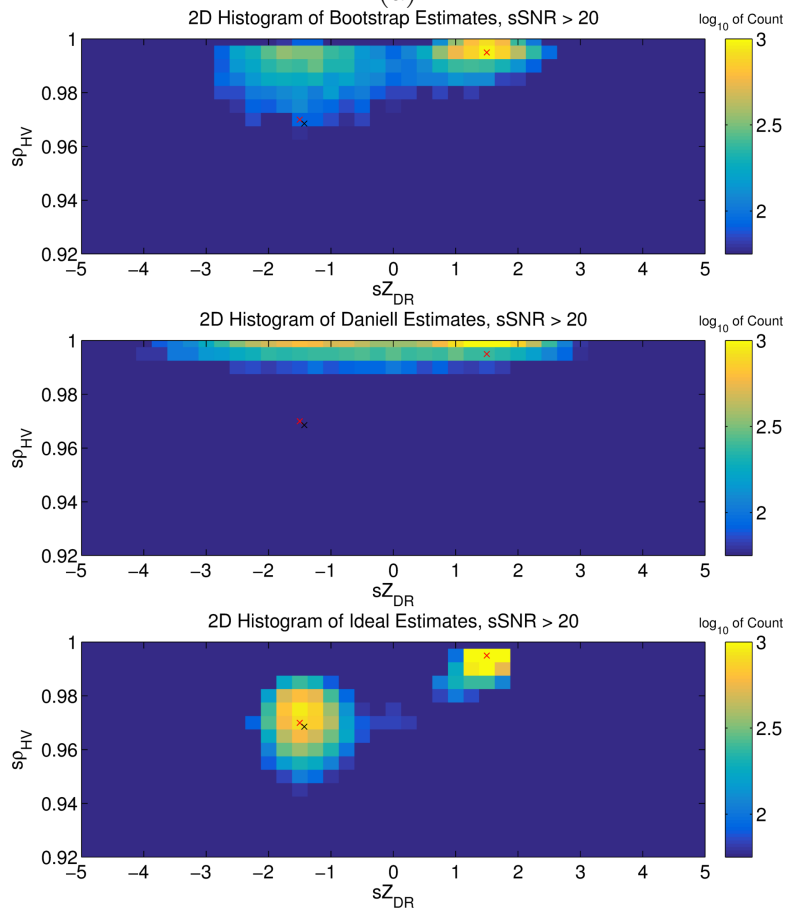 2D Histogram of Bootstrap Estimates, sSNR > 20
log10 of Count
1
0.98
0.96
0.94
0.92
sρHV
−5 −4 −3 −2 −1 0 1 2 3 4 5
sZDR
3
2.5
2
2D Histogram of Daniell Estimates, sSNR > 20
log10 of Count
1
0.98
0.96
0.94
0.92
sρHV
−5 −4 −3 −2 −1 0 1 2 3 4 5
sZDR
3
2.5
2
2D Histogram of Ideal Estimates, sSNR > 20
log10 of Count
1
0.98
0.96
0.94
0.92
sρHV
−5 −4 −3 −2 −1 0 1 2 3 4 5
sZDR
3
2.5
2